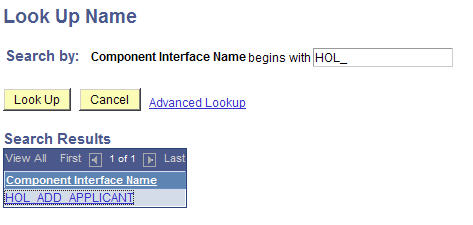 Look Up Name
Search by: Component Interface Name begins with HOL_
Look Up Cancel Advanced Lookup
Search Results
View All First 1 of 1 Last
Component Interface Name
HOL_ADD_APPLICANT